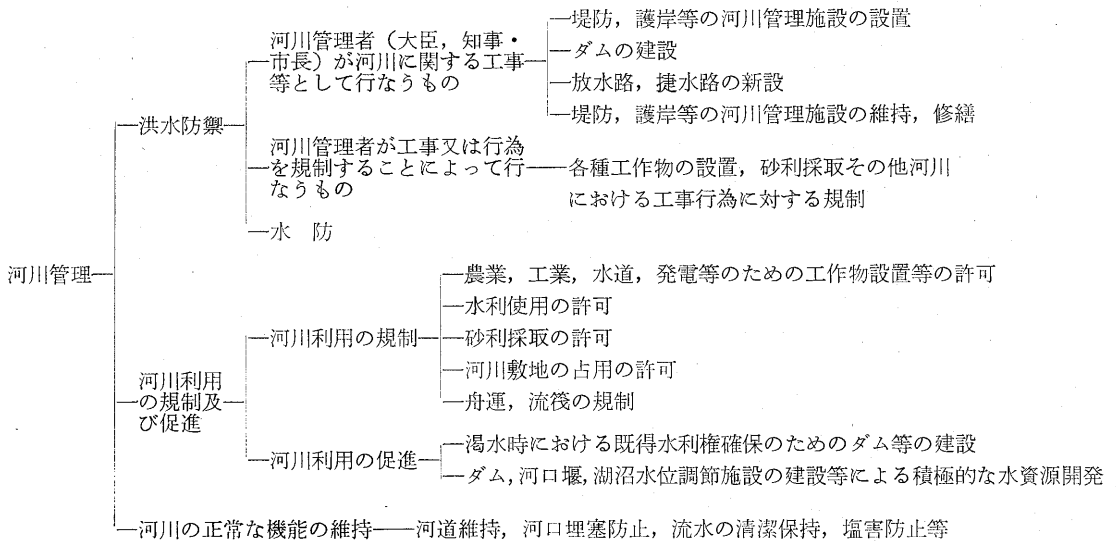 河川管理
洪水防禦
河川管理者(大臣,知事・
市長)が河川に関する工事
等として行なうもの
堤防,護岸等の河川管理施設の設置
ダムの建設
放水路,捷水路の新設
堤防,護岸等の河川管理施設の維持,修繕
河川管理者が工事又は行為
を規制することによって行
なうもの
各種工作物の設置,砂利採取その他河川
における工事行為に対する規制
水 防
河川利用
の規制及
び促進
河川利用の規制
農業,工業,水道,発電等のための工作物設置等の許可
水利使用の許可
砂利採取の許可
河川敷地の占用の許可
舟運,流筏の規制
河川利用の促進
渇水時における既得水利権確保のためのダム等の建設
ダム,河口堰,湖沼水位調節施設の建設等による積極的な水資源開発
河川の正常な機能の維持
河道維持,河口埋塞防止,流水の清潔保持,塩害防止等